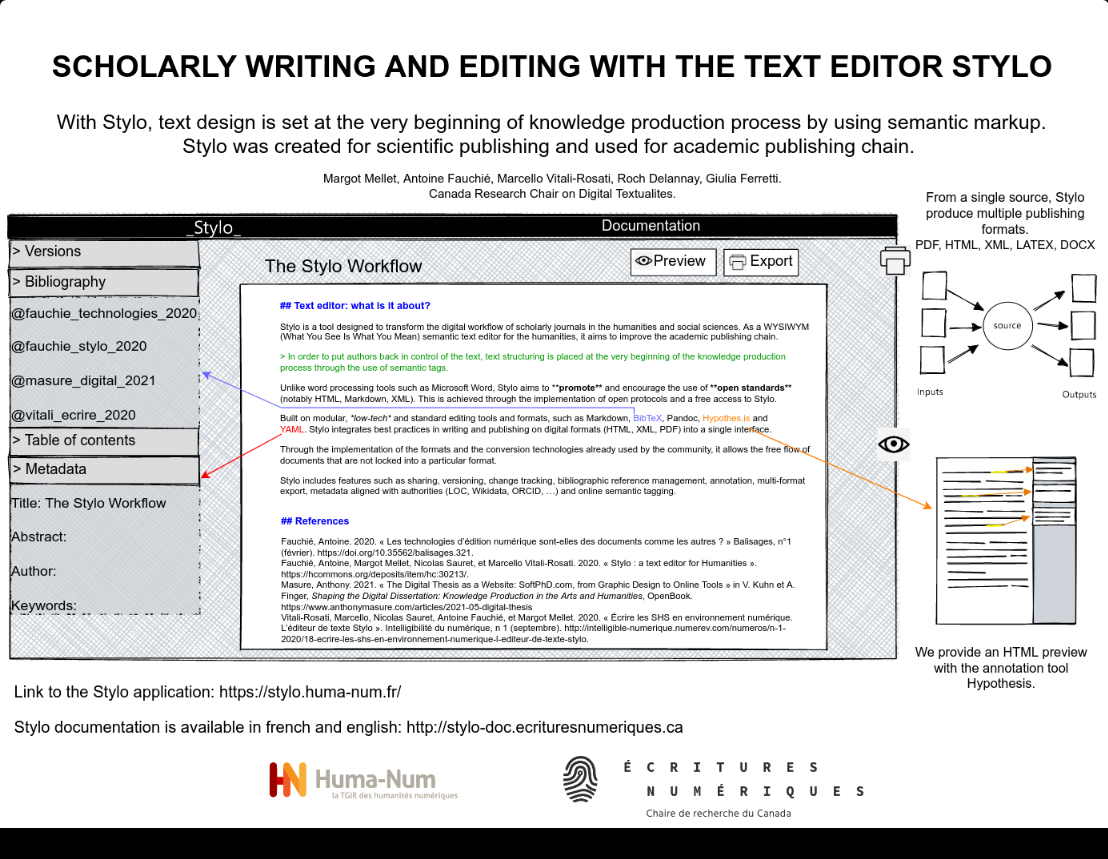 SCHOLARLY WRITING AND EDITING WITH THE TEXT EDITOR STYLO
With Stylo, text design is set at the very beginning of knowledge production process by using semantic markup.
Stylo was created for scientific publishing and used for academic publishing chain.
Margot Mellet, Antoine Fauchié, Marcello Vitali-Rosati, Roch Delannay, Giulia Ferretti.
Canada Research Chair on Digital Textualites.
_Stylo_
Documentation
> Versions
> Bibliography
@fauchie_technologies_2020
@fauchie_stylo_2020
@masure_digital_2021
@vitali_ecrire_2020
> Table of contents
> Metadata
Title: The Stylo Workflow
Abstract:
Author:
Keywords:
The Stylo Workflow
Preview
Export
## Text editor: what is it about?
Stylo is a tool designed to transform the digital workflow of scholarly journals in the humanities and social sciences. As a WYSIWYM
(What You See Is What You Mean) semantic text editor for the humanities, it aims to improve the academic publishing chain.
> In order to put authors back in control of the text, text structuring is placed at the very beginning of the knowledge production
process through the use of semantic tags.
Unlike word processing tools such as Microsoft Word, Stylo aims to **promote** and encourage the use of **open standards**
(notably HTML, Markdown, XML). This is achieved through the implementation of open protocols and a free access to Stylo.
Built on modular, *low-tech* and standard editing tools and formats, such as Markdown, BibTeX, Pandoc, Hypothes.is and
YAML. Stylo integrates best practices in writing and publishing on digital formats (HTML, XML, PDF) into a single interface.
Through the implementation of the formats and the conversion technologies already used by the community, it allows the free flow of
documents that are not locked into a particular format.
Stylo includes features such as sharing, versioning, change tracking, bibliographic reference management, annotation, multi-format
export, metadata aligned with authorities (LOC, Wikidata, ORCID, …) and online semantic tagging.
## References
Fauchié, Antoine. 2020. « Les technologies d'édition numérique sont-elles des documents comme les autres ? » Balisages, n°1
(février). https://doi.org/10.35562/balisages.321.
Fauchié, Antoine, Margot Mellet, Nicolas Sauret, et Marcello Vitali-Rosati. 2020. « Stylo : a text editor for Humanities ».
https://hcommons.org/deposits/item/hc:30213/.
Masure, Anthony. 2021. « The Digital Thesis as a Website: SoftPhD.com, from Graphic Design to Online Tools » in V. Kuhn et A.
Finger, Shaping the Digital Dissertation: Knowledge Production in the Arts and Humanities, OpenBook.
https://www.anthonymasure.com/articles/2021-05-digital-thesis
Vitali-Rosati, Marcello, Nicolas Sauret, Antoine Fauchié, et Margot Mellet. 2020. « Écrire les SHS en environnement numérique.
L'éditeur de texte Stylo ». Intelligibilité du numérique, n 1 (septembre). http://intelligible-numerique.numerev.com/numeros/n-1-
2020/18-ecrire-les-shs-en-environnement-numerique-l-editeur-de-texte-stylo.
From a single source, Stylo
produce multiple publishing
formats.
PDF, HTML, XML, LATEX, DOCX
source
Inputs
Outputs
We provide an HTML preview
with the annotation tool
Hypothesis.
Link to the Stylo application: https://stylo.huma-num.fr/
Stylo documentation is available in french and english: http://stylo-doc.ecrituresnumeriques.ca
Huma-Num
la TGIR des humanités numériques
ÉCRITURES
NUMÉRIQUES
Chaire de recherche du Canada